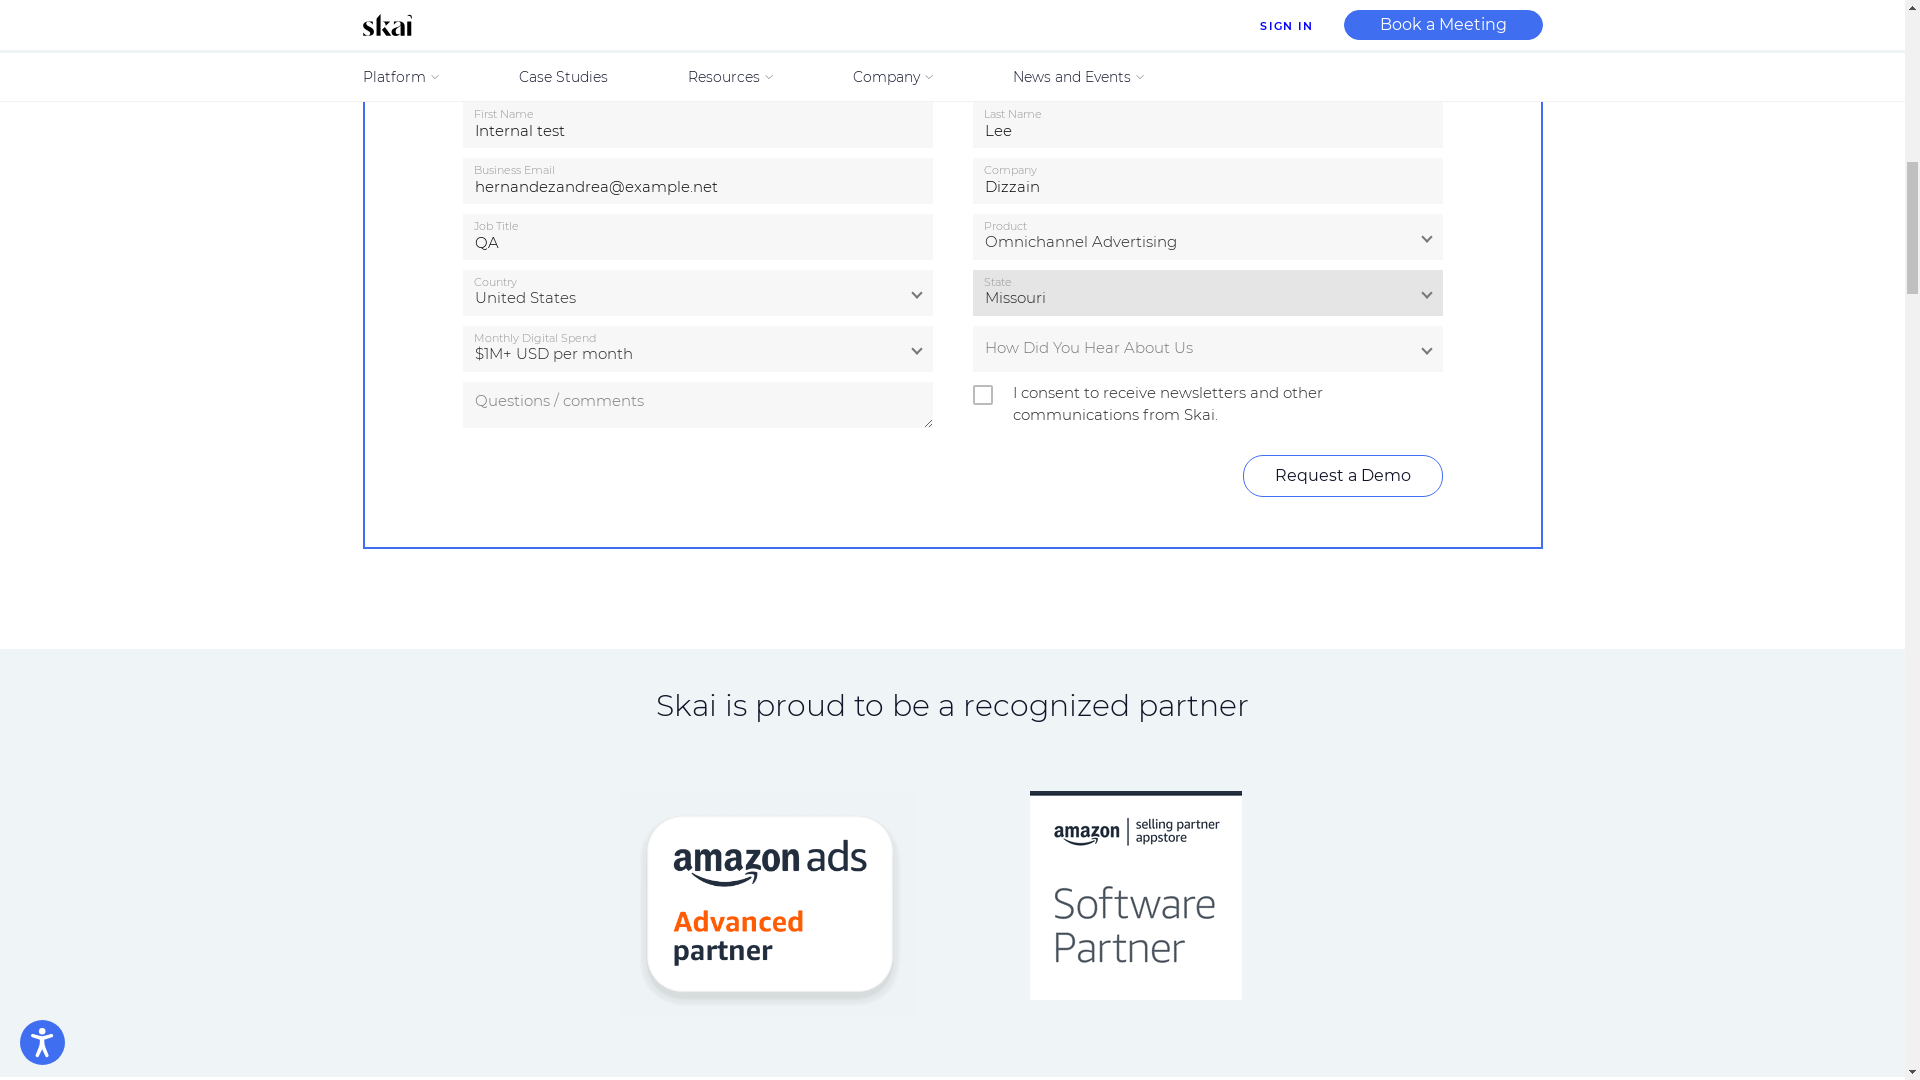 skai
SIGN IN
Book a Meeting
Platform
Case Studies
Resources
Company
News and Events
First Name
Internal test
Last Name
Lee
Business Email
hernandezandrea@example.net
Company
Dizzain
Job Title
QA
Product
Omnichannel Advertising
Country
United States
State
Missouri
Monthly Digital Spend
$1M+ USD per month
How Did You Hear About Us
Questions / comments
I consent to receive newsletters and other
communications from Skai.
Request a Demo
Skai is proud to be a recognized partner
amazon ads
Advanced
partner
amazon
selling partner
appstore
Software
Partner